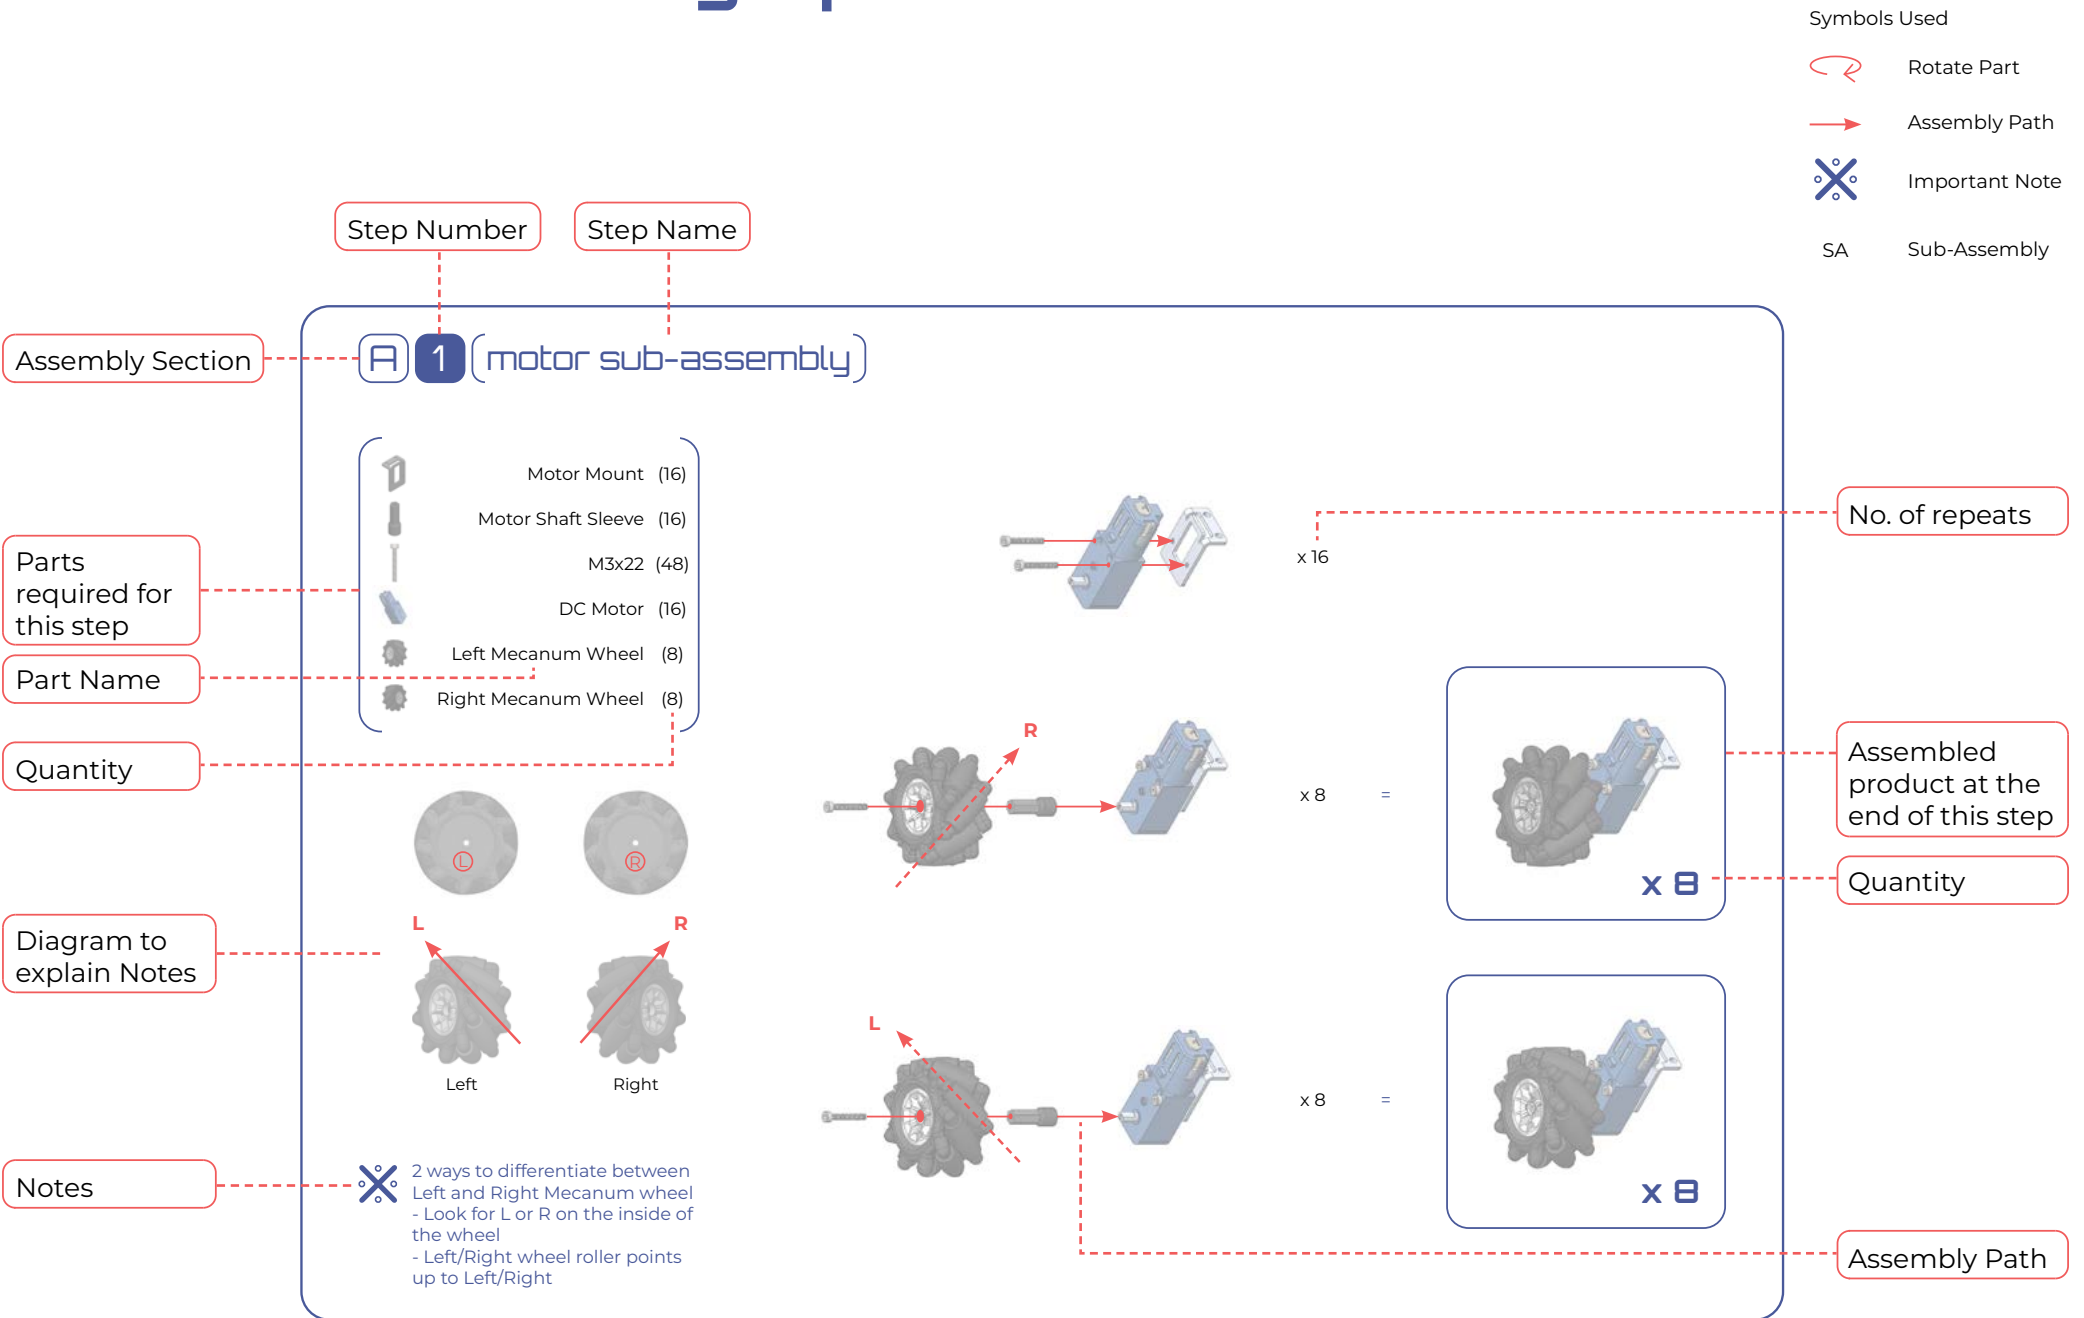 Symbols Used
Rotate Part
Assembly Path
Important Note
SA Sub-Assembly
Step Number
Step Name
Assembly Section
A 1 motor sub-assembly
Parts
required for
this step
Part Name
Quantity
Motor Mount (16)
Motor Shaft Sleeve (16)
M3x22 (48)
DC Motor (16)
Left Mecanum Wheel (8)
Right Mecanum Wheel (8)
L
R
Diagram to
explain Notes
L
R
Left
Right
Notes
2 ways to differentiate between
Left and Right Mecanum wheel
- Look for L or R on the inside of
the wheel
- Left/Right wheel roller points
up to Left/Right
x 16
No. of repeats
R
x 8 =
x 8
Assembled
product at the
end of this step
Quantity
L
x 8 =
x 8
Assembly Path